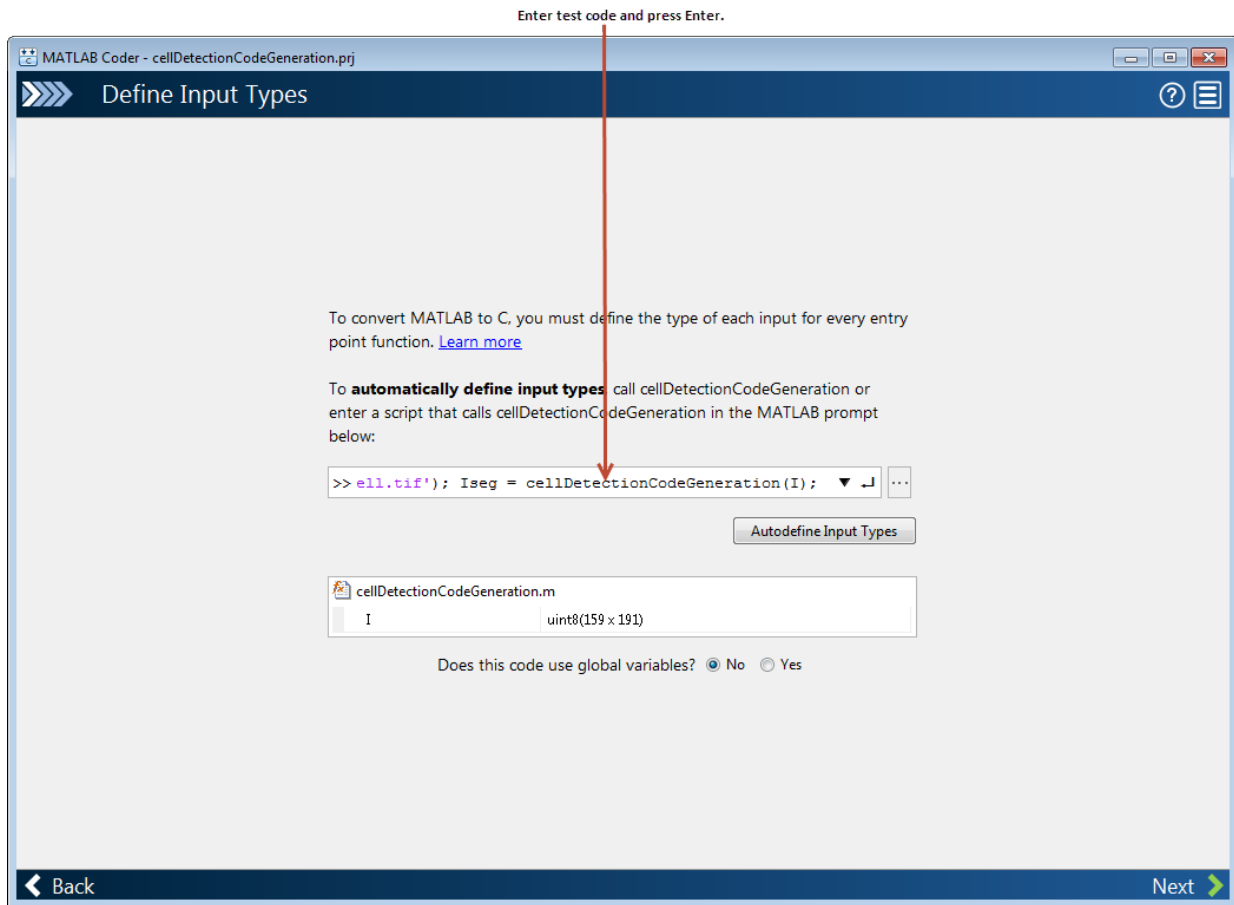 Enter test code and press Enter.
MATLAB Coder - cellDetectionCodeGeneration.prj
Define Input Types
To convert MATLAB to C, you must define the type of each input for every entry
point function. Learn more
To automatically define input types, call cellDetectionCodeGeneration or
enter a script that calls cellDetectionCodeGeneration in the MATLAB prompt
below:
>> ell.tif'); Iseg = cellDetectionCodeGeneration(I);
...
Autodefine Input Types
cellDetectionCodeGeneration.m
I uint8(159 x 191)
Does this code use global variables? No Yes
Back Next